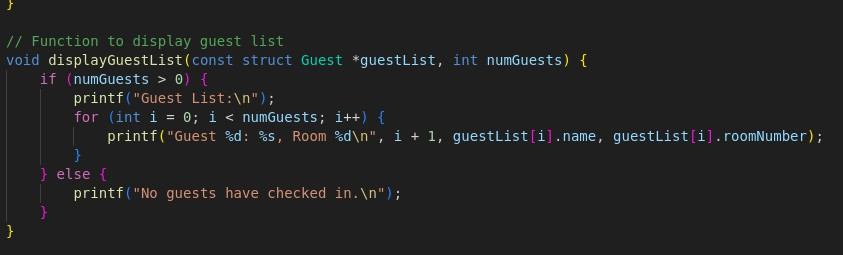 }
// Function to display guest list
void displayGuestList(const struct Guest *guestList, int numGuests) {
    if (numGuests > 0) {
        printf("Guest List:\n");
        for (int i = 0; i < numGuests; i++) {
            printf("Guest %d: %s, Room %d\n", i + 1, guestList[i].name, guestList[i].roomNumber);
        }
    } else {
        printf("No guests have checked in.\n");
    }
}